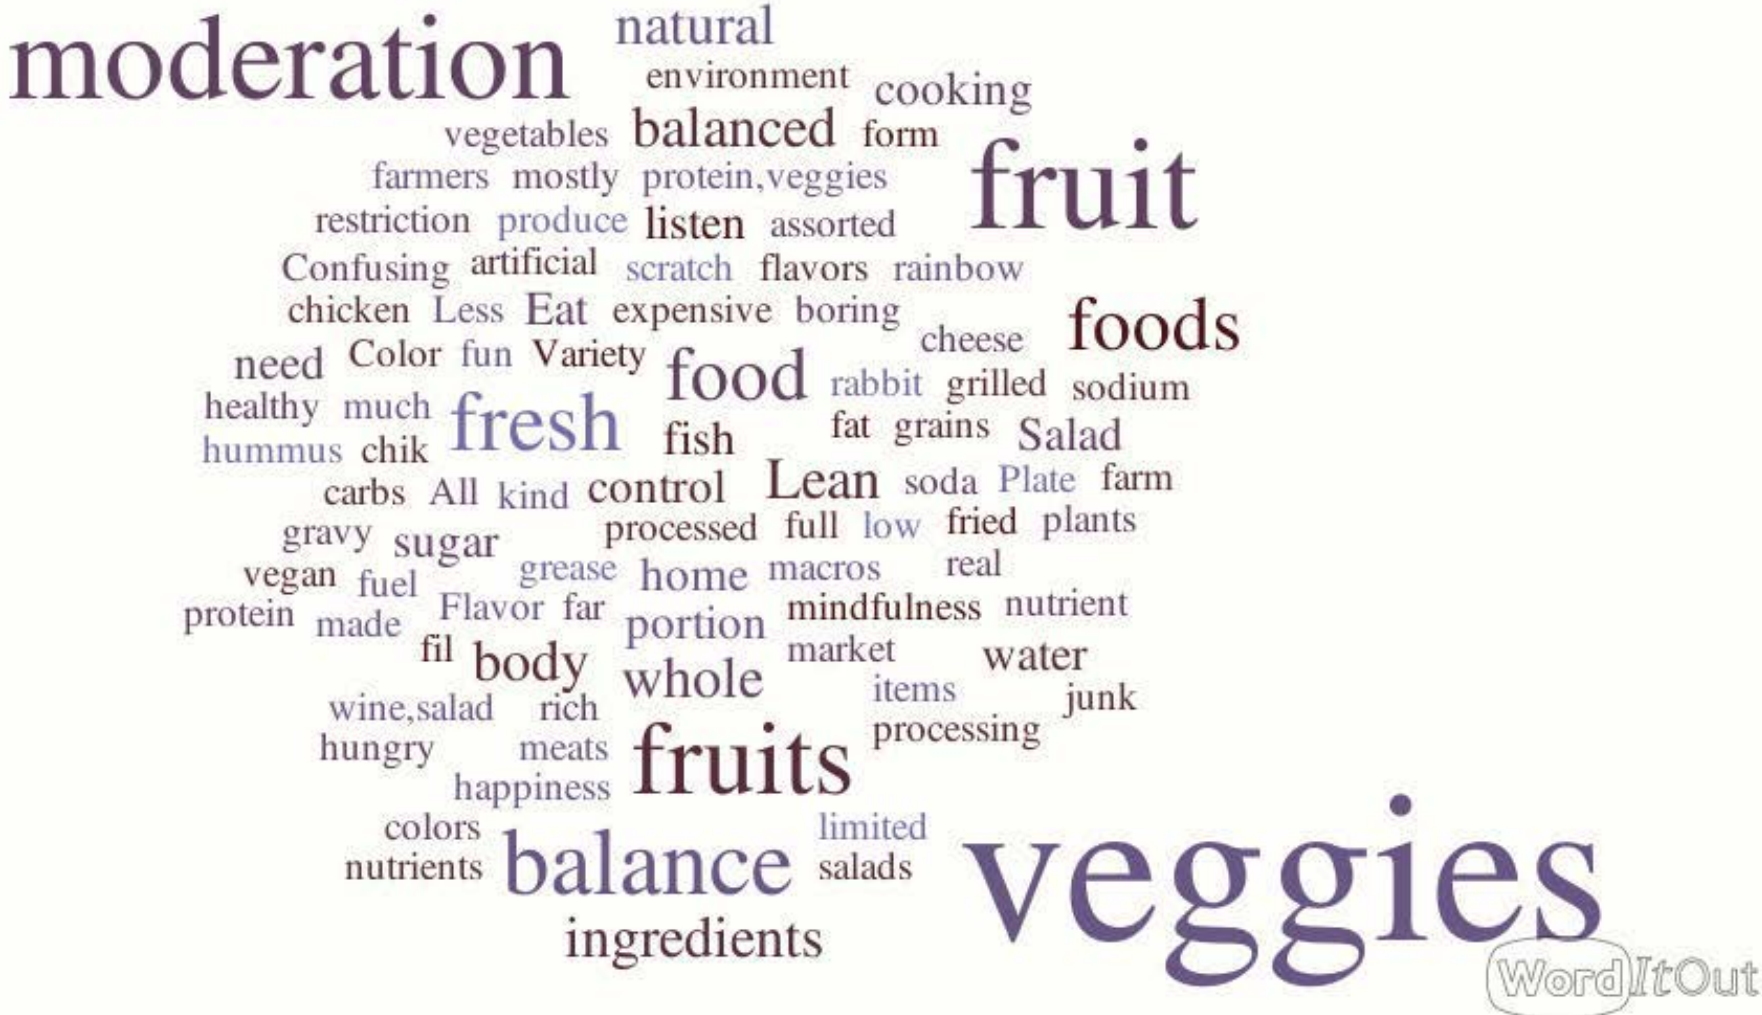 moderation natural
environment cooking
vegetables balanced form
fruit
farmers mostly protein,veggies
restriction produce listen assorted
Confusing artificial scratch flavors rainbow
chicken Less Eat expensive boring
cheese foods
need Color fun Variety food rabbit grilled sodium
healthy much fresh fish fat grains Salad
hummus chik
carbs All kind control Lean soda Plate farm
gravy sugar processed full low fried plants
vegan fuel grease home macros real
protein made Flavor far portion mindfulness nutrient
fil body whole market water
wine,salad rich items junk
hungry meats fruits processing
happiness
colors balance limited veggies
nutrients salads
ingredients
WordItOut